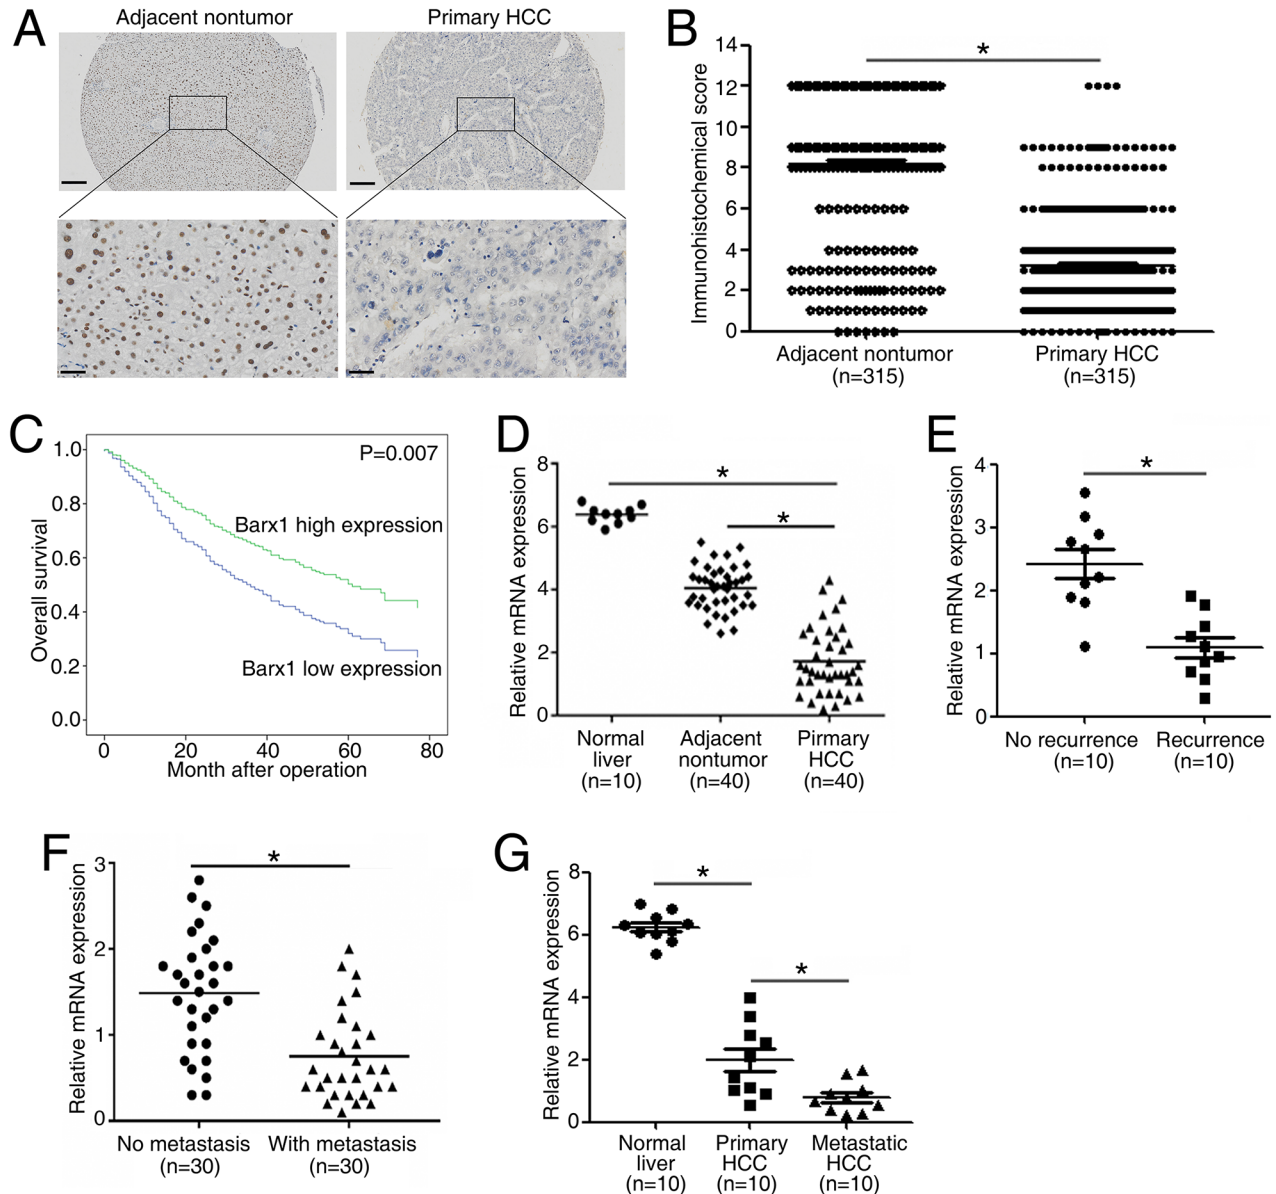 A
Adjacent nontumor
Primary HCC
B
*
14
12
10
8
6
4
2
0
Immunohistochemical score
Adjacent nontumor
(n=315)
Primary HCC
(n=315)
C
P=0.007
1.0
0.8
0.6
0.4
0.2
0.0
Overall survival
Barx1 high expression
Barx1 low expression
0 20 40 60 80
Month after operation
D
*
*
8
6
4
2
0
Relative mRNA expression
Normal
liver
(n=10)
Adjacent
nontumor
(n=40)
Pirmary
HCC
(n=40)
E
*
4
3
2
1
0
Relative mRNA expression
No recurrence
(n=10)
Recurrence
(n=10)
F
*
3
2
1
0
Relative mRNA expression
No metastasis
(n=30)
With metastasis
(n=30)
G
*
*
8
6
4
2
0
Relative mRNA expression
Normal
liver
(n=10)
Primary
HCC
(n=10)
Metastatic
HCC
(n=10)